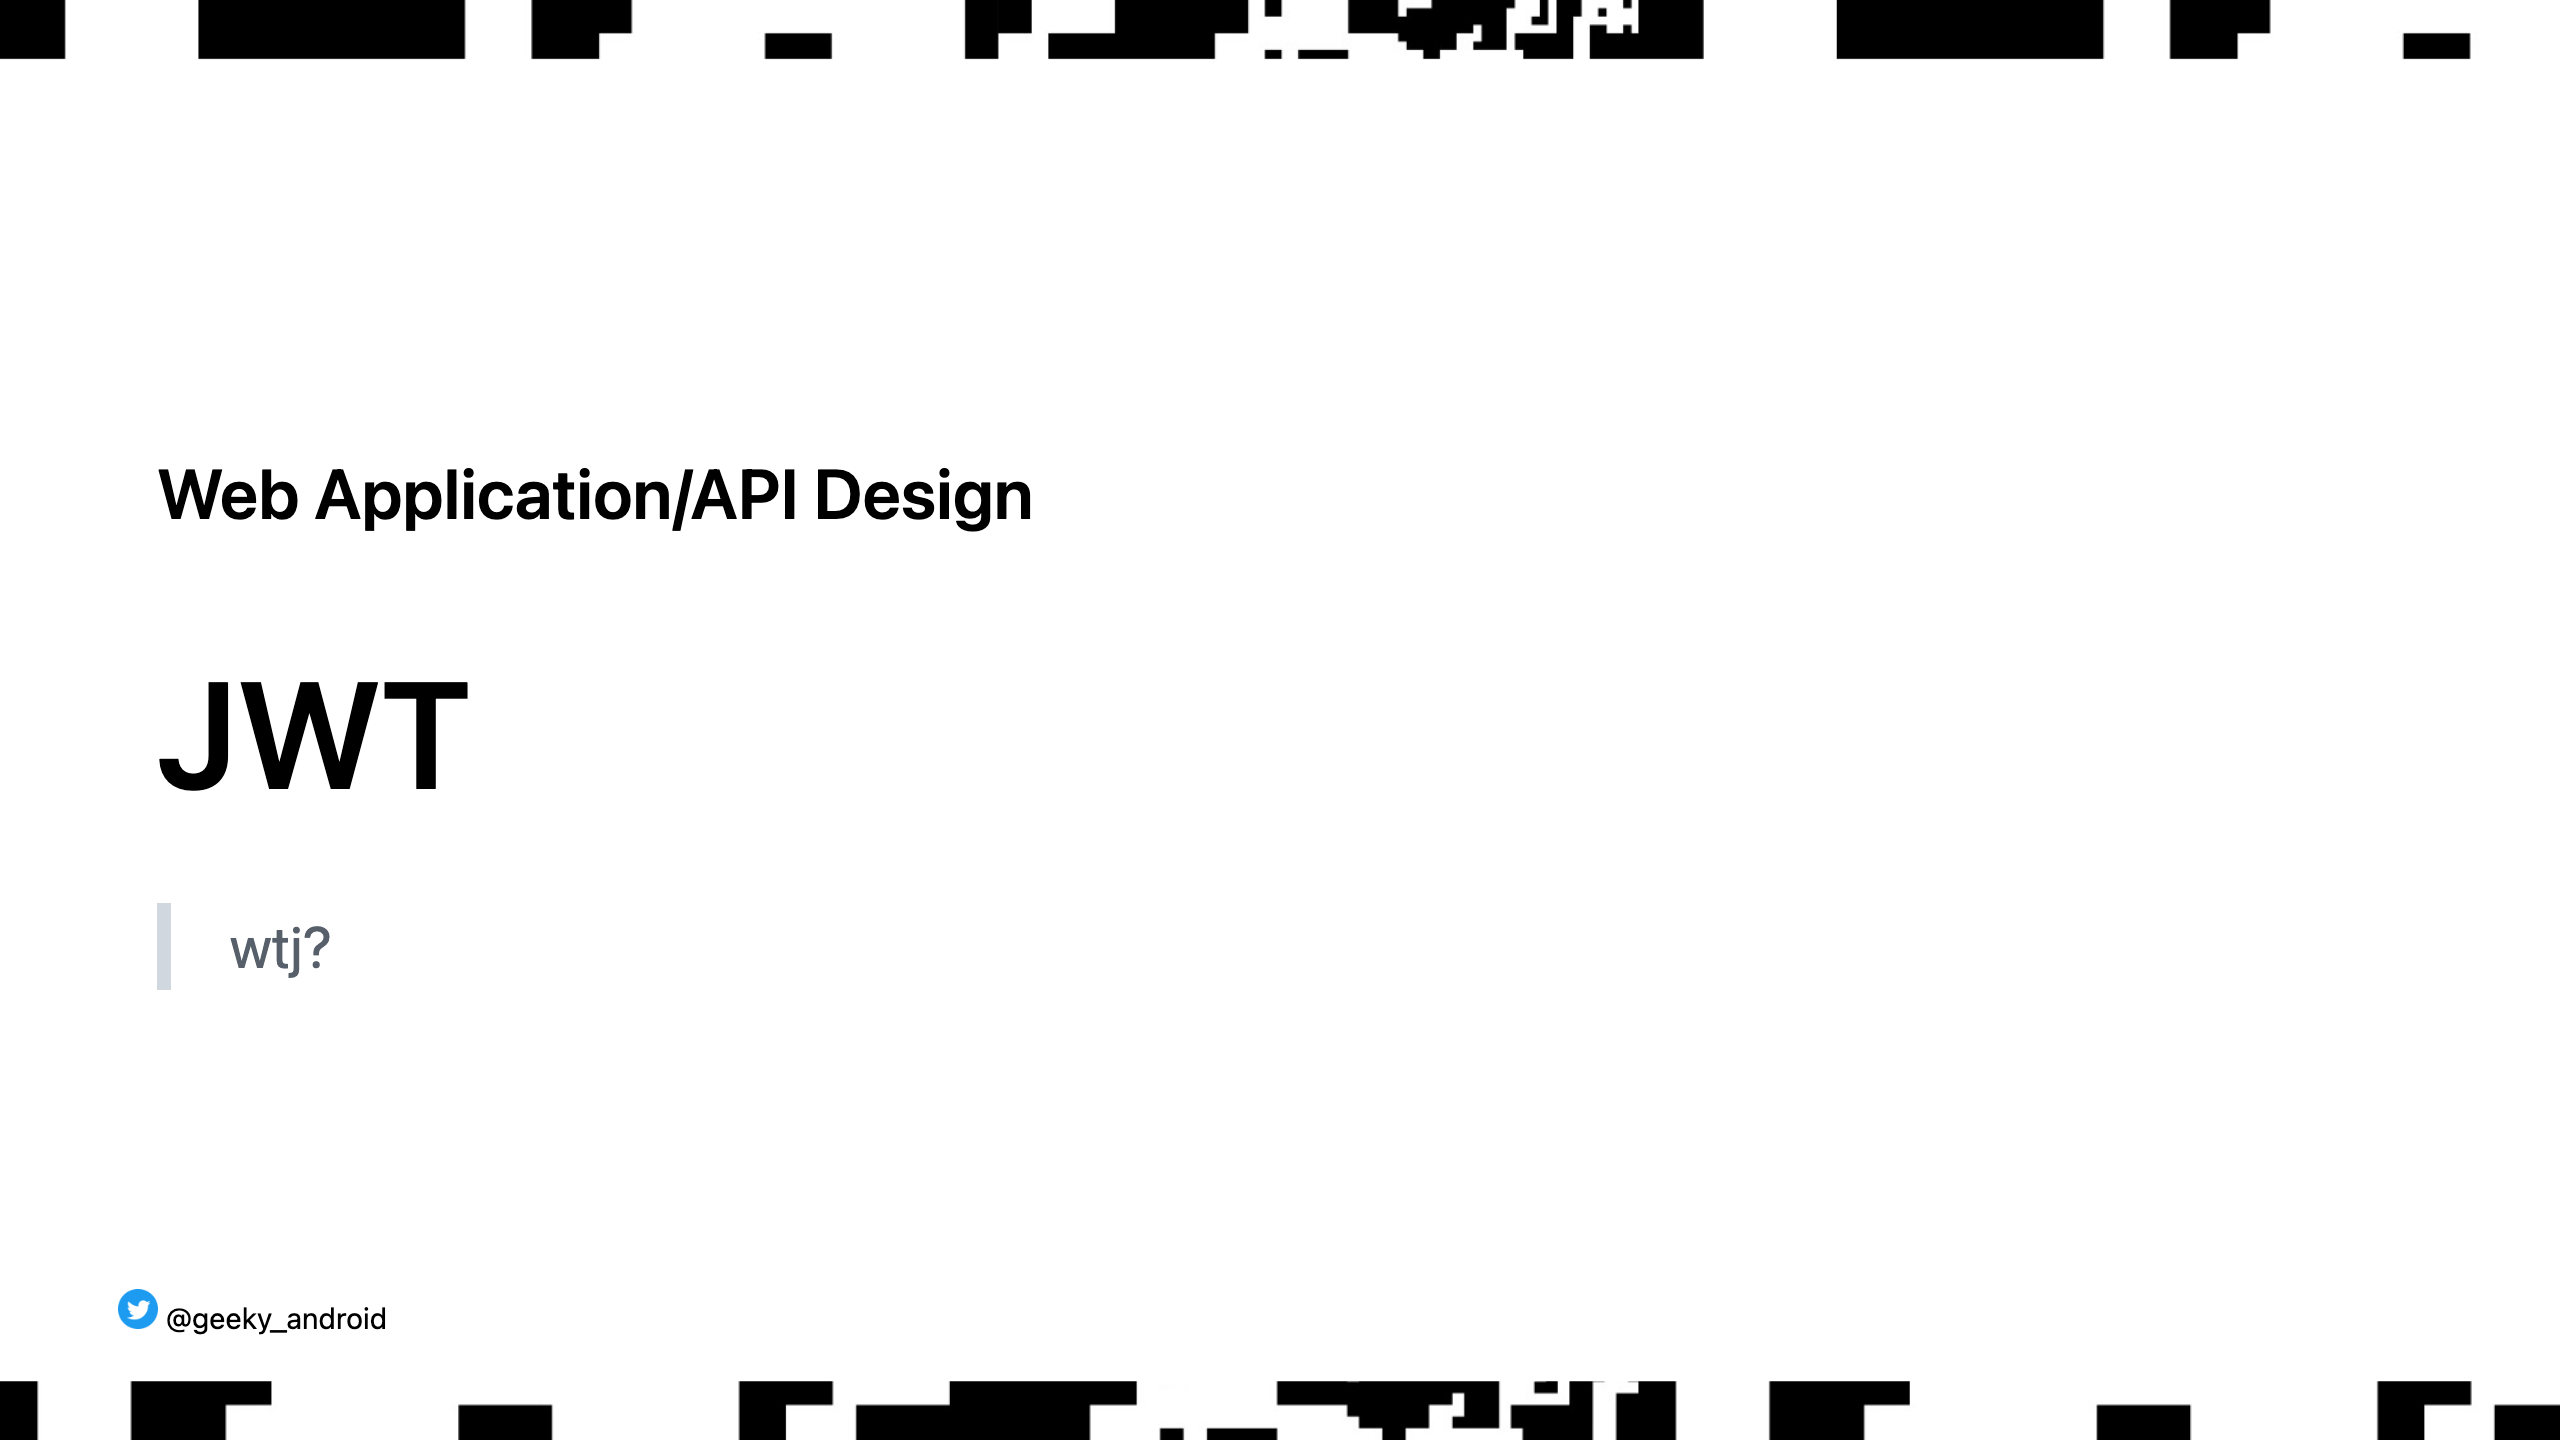 Web Application/API Design
JWT
wtj?
@geeky_android